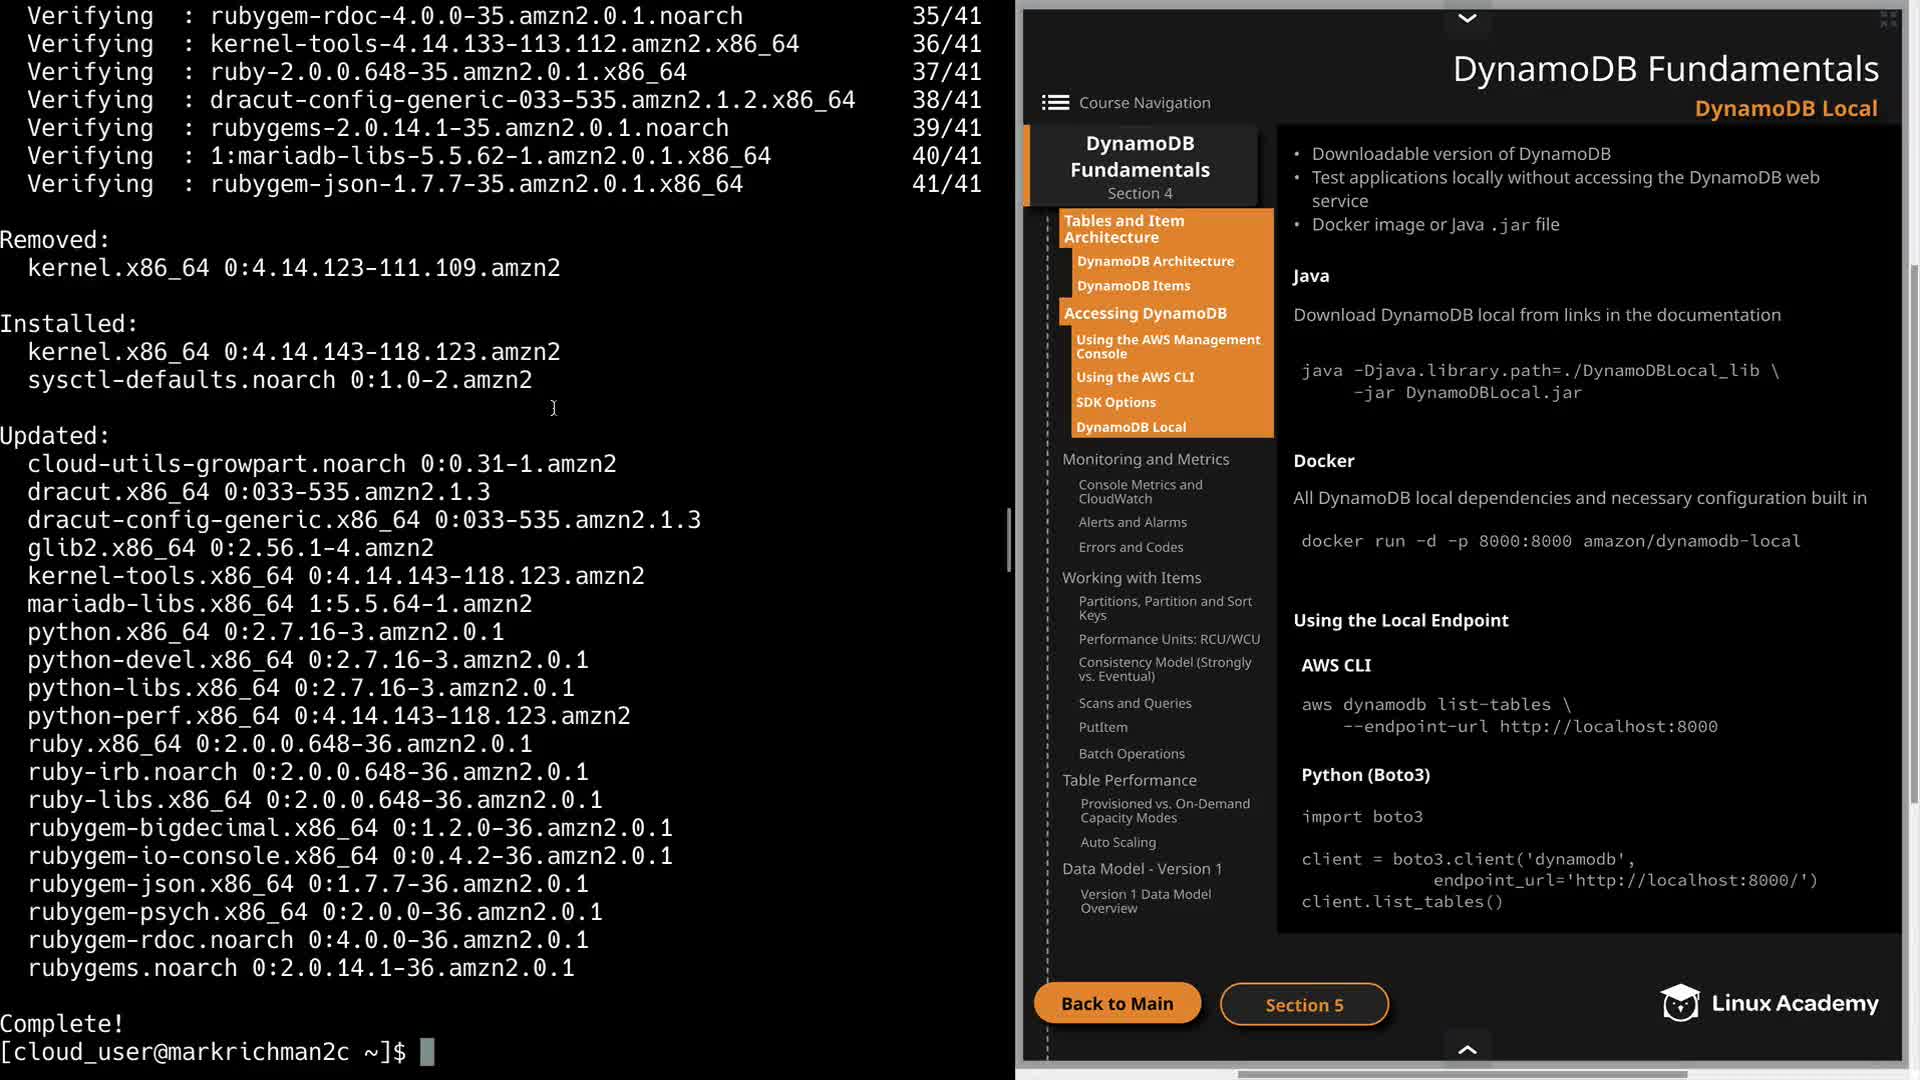 Verifying  : rubygem-rdoc-4.0.0-35.amzn2.0.1.noarch 35/41
Verifying  : kernel-tools-4.14.133-113.112.amzn2.x86_64 36/41
Verifying  : ruby-2.0.0.648-35.amzn2.0.1.x86_64 37/41
Verifying  : dracut-config-generic-033-535.amzn2.1.2.x86_64 38/41
Verifying  : rubygems-2.0.14.1-35.amzn2.0.1.noarch 39/41
Verifying  : 1:mariadb-libs-5.5.62-1.amzn2.0.1.x86_64 40/41
Verifying  : rubygem-json-1.7.7-35.amzn2.0.1.x86_64 41/41
Removed:
kernel.x86_64 0:4.14.123-111.109.amzn2
Installed:
kernel.x86_64 0:4.14.143-118.123.amzn2
sysctl-defaults.noarch 0:1.0-2.amzn2
Updated:
cloud-utils-growpart.noarch 0:0.31-1.amzn2
dracut.x86_64 0:033-535.amzn2.1.3
dracut-config-generic.x86_64 0:033-535.amzn2.1.3
glib2.x86_64 0:2.56.1-4.amzn2
kernel-tools.x86_64 0:4.14.143-118.123.amzn2
mariadb-libs.x86_64 1:5.5.64-1.amzn2
python.x86_64 0:2.7.16-3.amzn2.0.1
python-devel.x86_64 0:2.7.16-3.amzn2.0.1
python-libs.x86_64 0:2.7.16-3.amzn2.0.1
python-perf.x86_64 0:4.14.143-118.123.amzn2
ruby.x86_64 0:2.0.0.648-36.amzn2.0.1
ruby-irb.noarch 0:2.0.0.648-36.amzn2.0.1
ruby-libs.x86_64 0:2.0.0.648-36.amzn2.0.1
rubygem-bigdecimal.x86_64 0:1.2.0-36.amzn2.0.1
rubygem-io-console.x86_64 0:0.4.2-36.amzn2.0.1
rubygem-json.x86_64 0:1.7.7-36.amzn2.0.1
rubygem-psych.x86_64 0:2.0.0-36.amzn2.0.1
rubygem-rdoc.noarch 0:4.0.0-36.amzn2.0.1
rubygems.noarch 0:2.0.14.1-36.amzn2.0.1
Complete!
[cloud_user@markrichman2c ~]$
DynamoDB Fundamentals
DynamoDB Local
Course Navigation
DynamoDB
Fundamentals
Section 4
Tables and Item
Architecture
DynamoDB Architecture
DynamoDB Items
Accessing DynamoDB
Using the AWS Management
Console
Using the AWS CLI
SDK Options
DynamoDB Local
Monitoring and Metrics
Console Metrics and
CloudWatch
Alerts and Alarms
Errors and Codes
Working with Items
Partitions, Partition and Sort
Keys
Performance Units: RCU/WCU
Consistency Model (Strongly
vs. Eventual)
Scans and Queries
PutItem
Batch Operations
Table Performance
Provisioned vs. On-Demand
Capacity Modes
Auto Scaling
Data Model - Version 1
Version 1 Data Model
Overview
• Downloadable version of DynamoDB
• Test applications locally without accessing the DynamoDB web
service
• Docker image or Java .jar file
Java
Download DynamoDB local from links in the documentation
java -Djava.library.path=./DynamoDBLocal_lib \
-jar DynamoDBLocal.jar
Docker
All DynamoDB local dependencies and necessary configuration built in
docker run -d -p 8000:8000 amazon/dynamodb-local
Using the Local Endpoint
AWS CLI
aws dynamodb list-tables \
--endpoint-url http://localhost:8000
Python (Boto3)
import boto3
client = boto3.client('dynamodb',
endpoint_url='http://localhost:8000/')
client.list_tables()
Back to Main
Section 5
Linux Academy